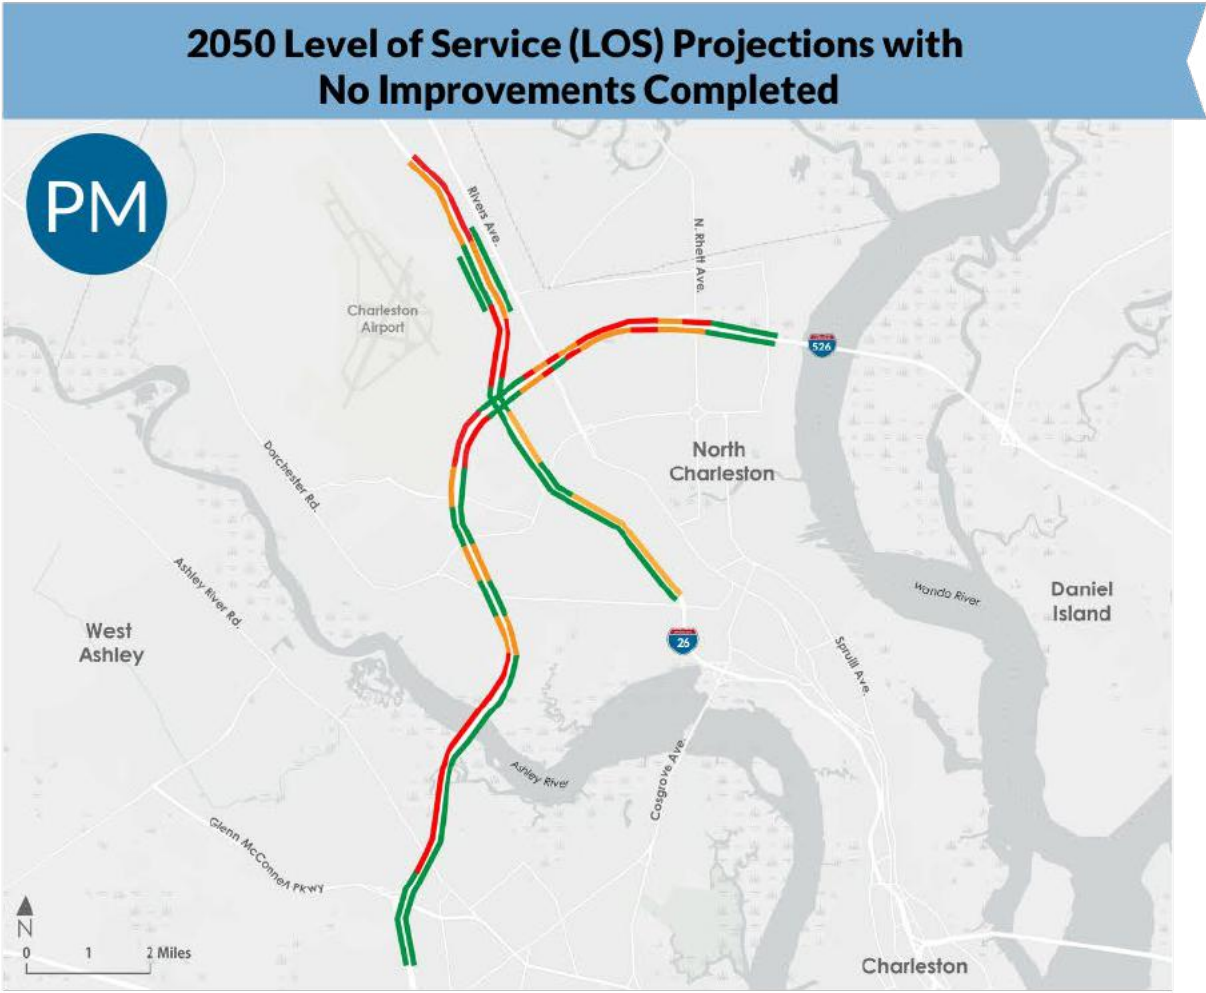 2050 Level of Service (LOS) Projections with
No Improvements Completed
PM
Rivers Ave.
N. Rhett Ave.
Charleston
Airport
526
North
Charleston
Dorchester Rd.
Ashley River Rd.
Wando River
Daniel
Island
West
Ashley
26
Spruill Ave.
Ashley River
Cosgrove Ave.
Glenn McConnell Pkwy
N
0 1 2 Miles
Charleston